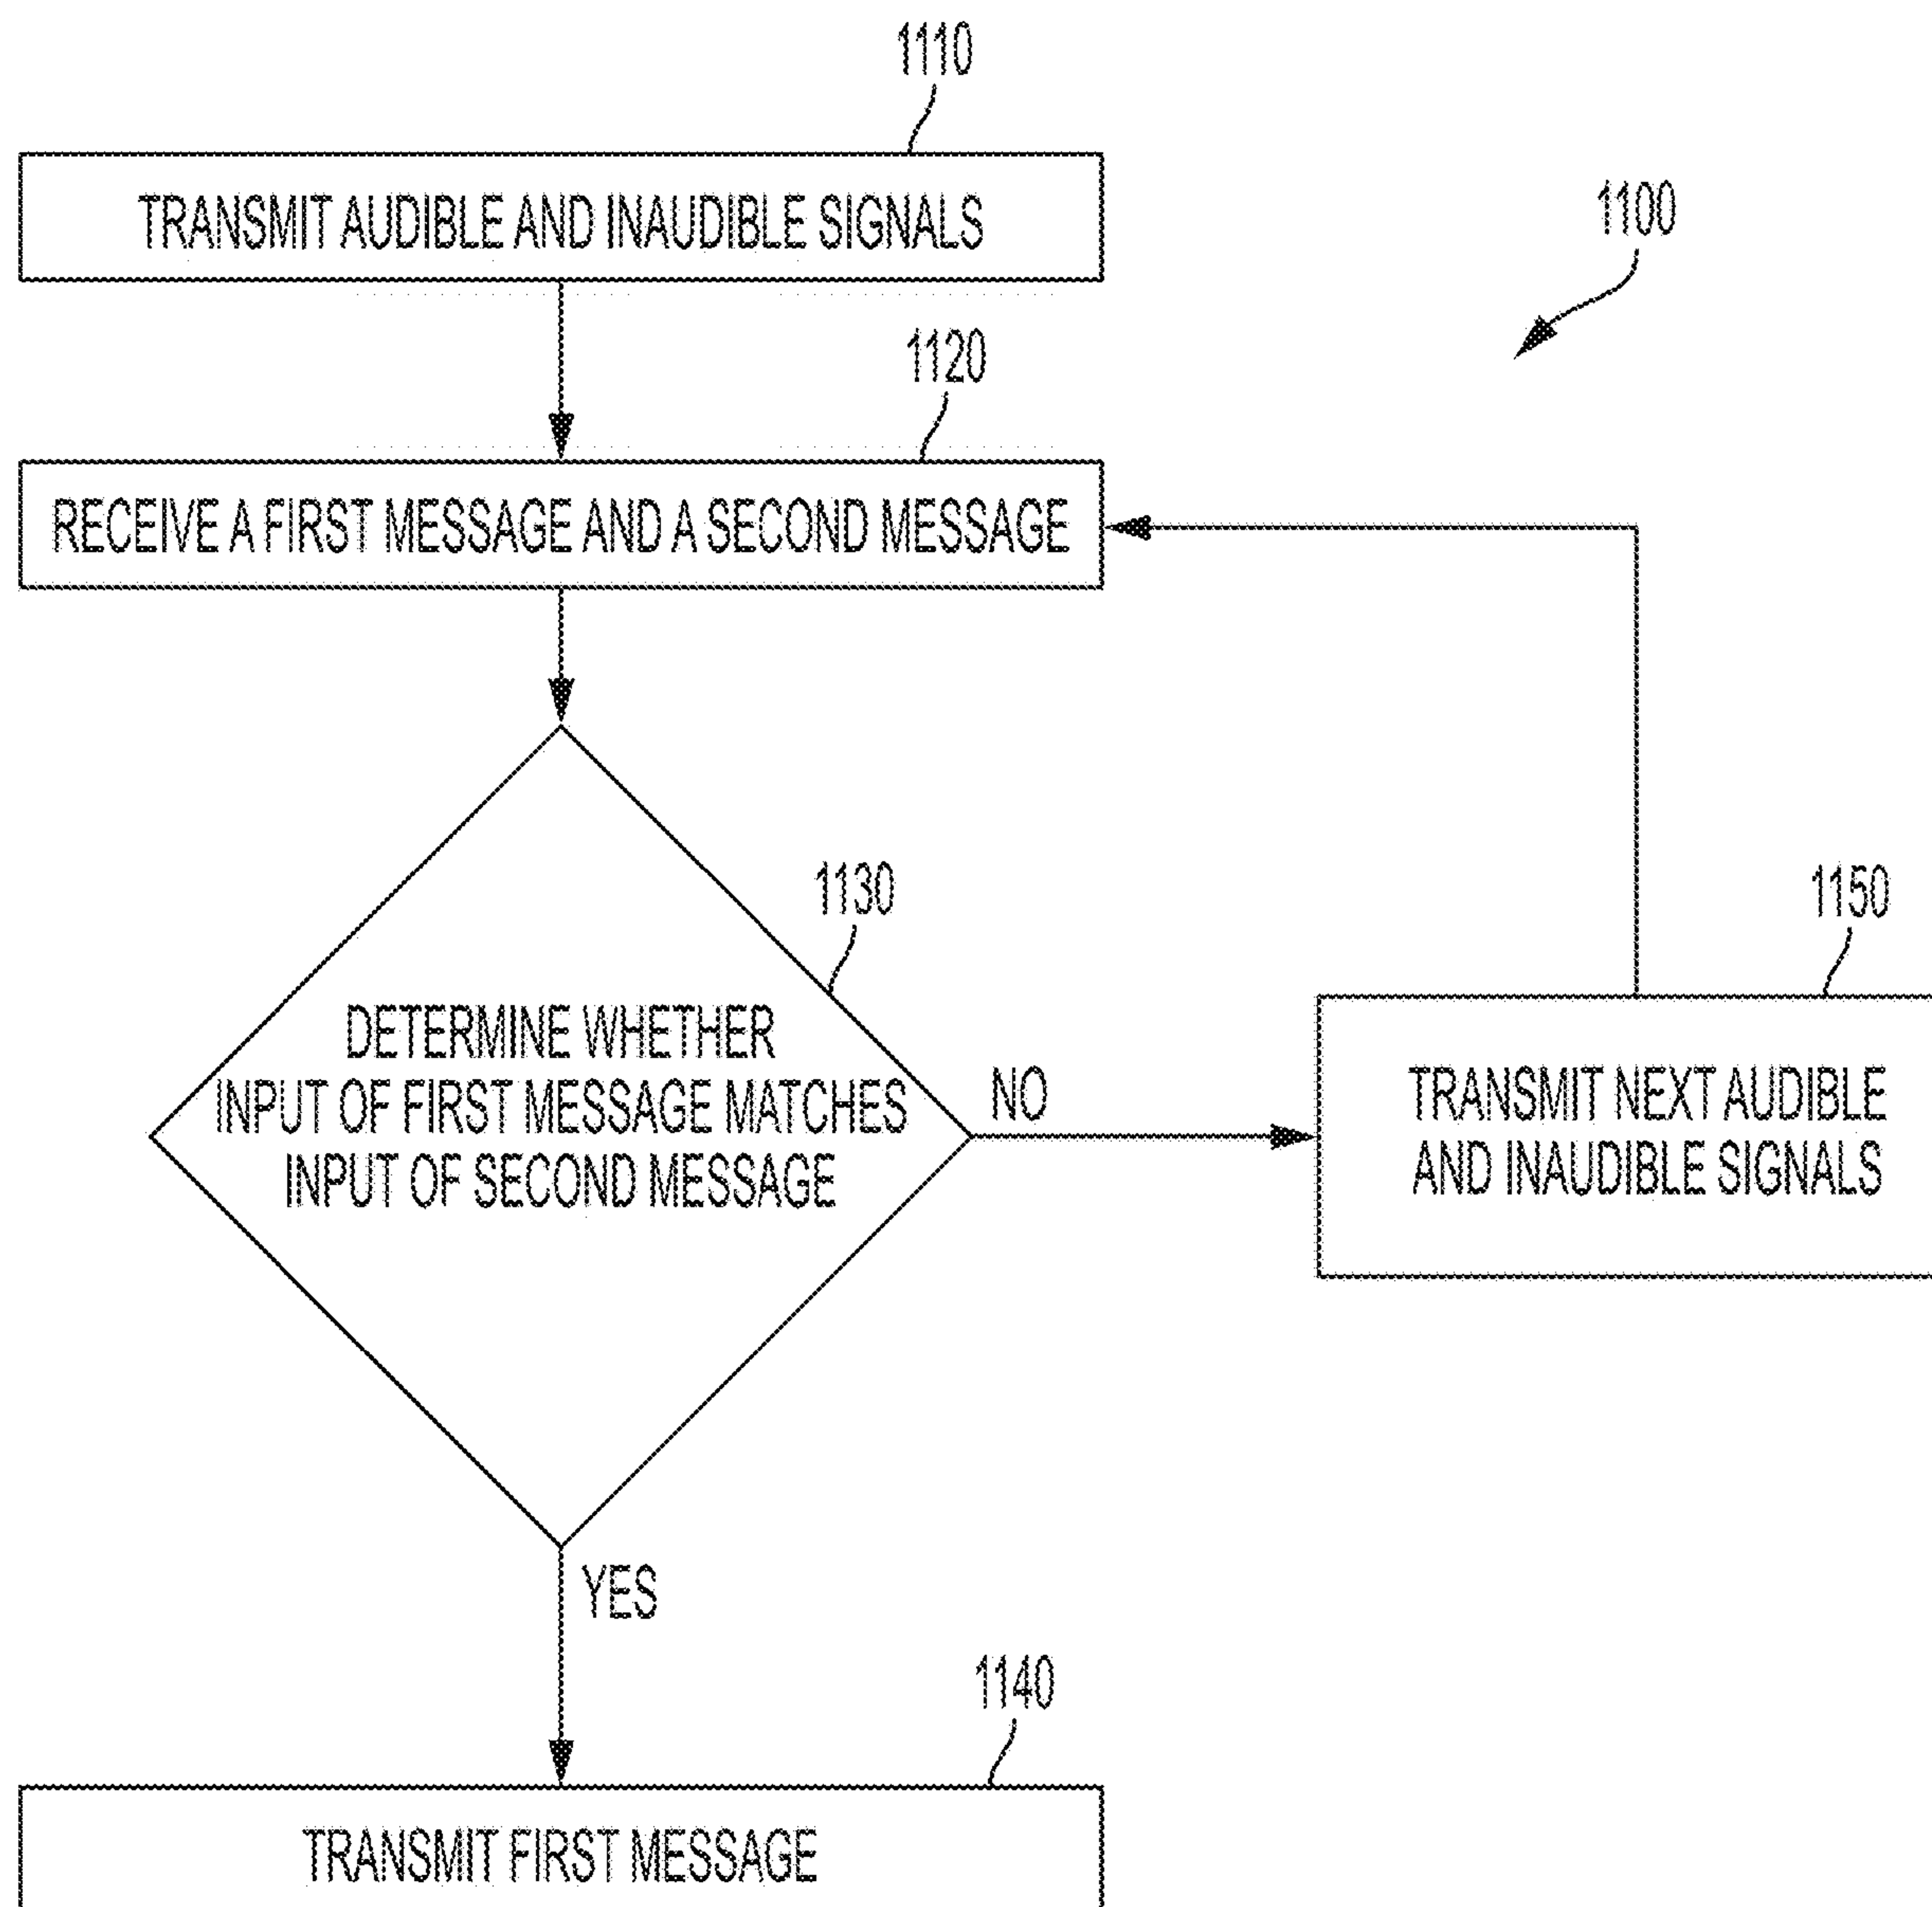 1110
TRANSMIT AUDIBLE AND INAUDIBLE SIGNALS
1100
1120
RECEIVE A FIRST MESSAGE AND A SECOND MESSAGE
1130
DETERMINE WHETHER
INPUT OF FIRST MESSAGE MATCHES
INPUT OF SECOND MESSAGE
NO
1150
TRANSMIT NEXT AUDIBLE
AND INAUDIBLE SIGNALS
YES
1140
TRANSMIT FIRST MESSAGE